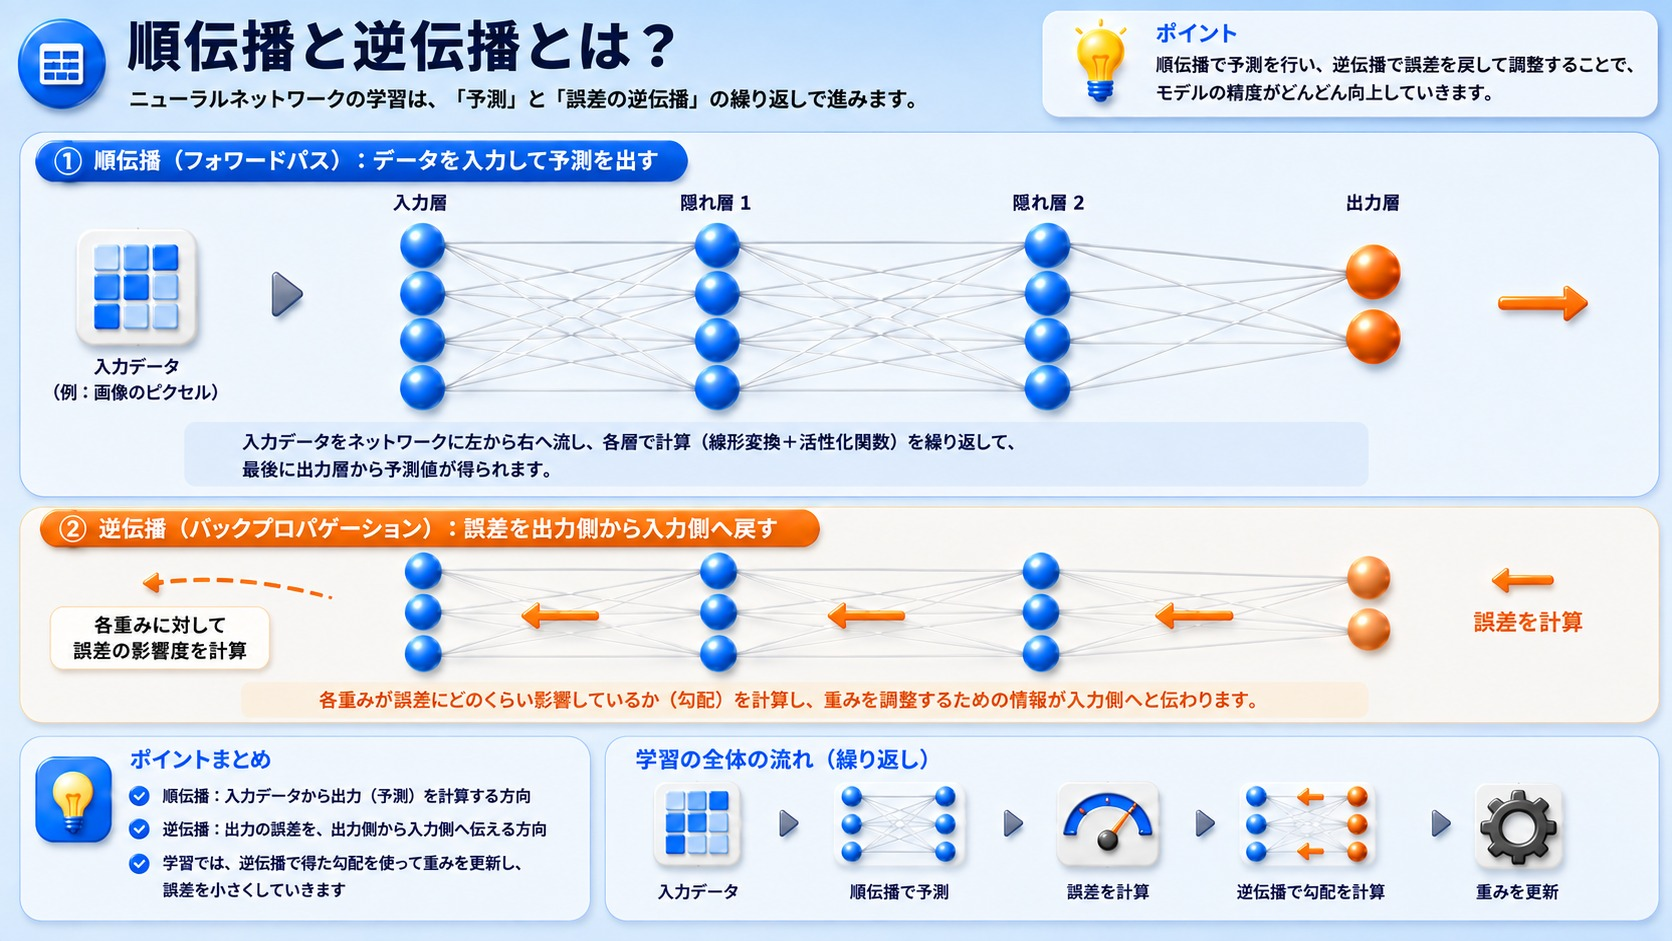 順伝播と逆伝播とは？
ニューラルネットワークの学習は、「予測」と「誤差の逆伝播」の繰り返しで進みます。
ポイント
順伝播で予測を行い、逆伝播で誤差を戻して調整することで、
モデルの精度がどんどん向上していきます。
① 順伝播（フォワードパス）：データを入力して予測を出す
入力層
隠れ層 1
隠れ層 2
出力層
入力データ
（例：画像のピクセル）
入力データをネットワークに左から右へ流し、各層で計算（線形変換＋活性化関数）を繰り返して、
最後に出力層から予測値が得られます。
② 逆伝播（バックプロパゲーション）：誤差を出力側から入力側へ戻す
各重みに対して
誤差の影響度を計算
誤差を計算
各重みが誤差にどのくらい影響しているか（勾配）を計算し、重みを調整するための情報が入力側へと伝わります。
ポイントまとめ
順伝播：入力データから出力（予測）を計算する方向
逆伝播：出力の誤差を、出力側から入力側へ伝える方向
学習では、逆伝播で得た勾配を使って重みを更新し、
誤差を小さくしていきます
学習の全体の流れ（繰り返し）
入力データ
順伝播で予測
誤差を計算
逆伝播で勾配を計算
重みを更新